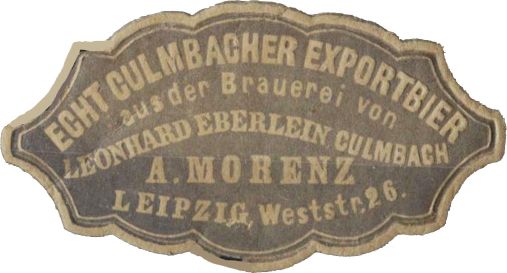 ECHT CULMBACHER EXPORTBIER
aus der Brauerei von
LEONHARD EBERLEIN CULMBACH
A. MORENZ
LEIPZIG, Weststr. 26.